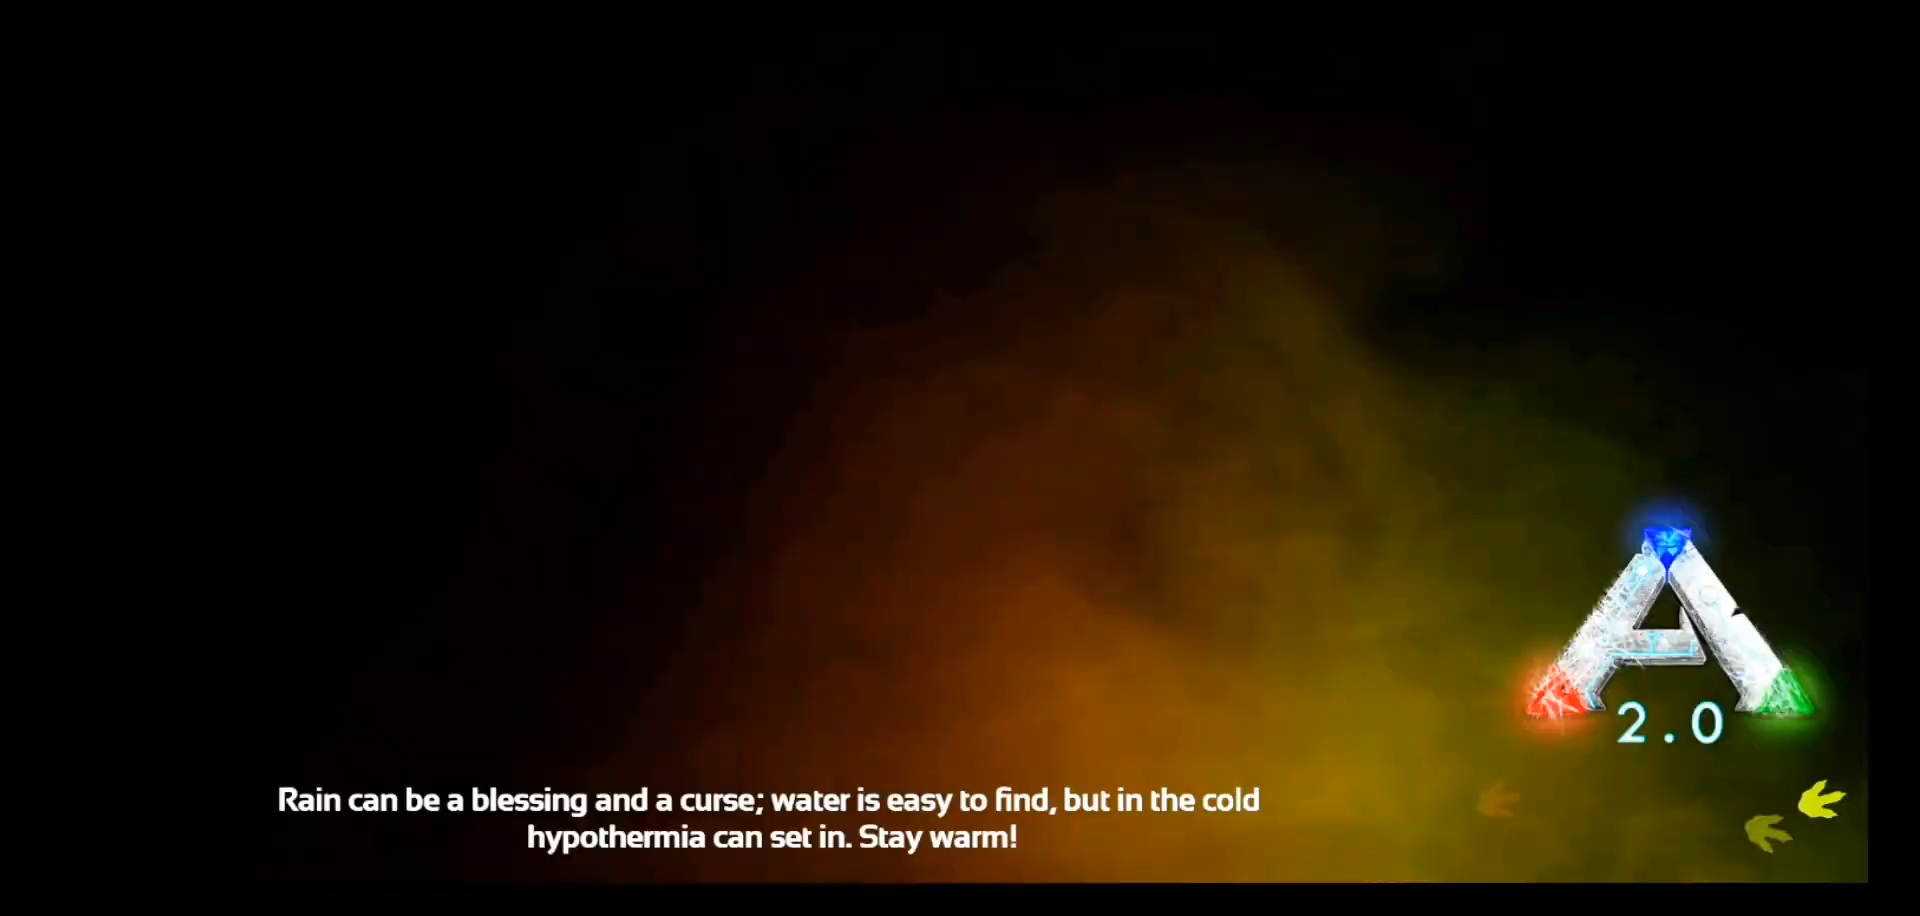 2.0
Rain can be a blessing and a curse; water is easy to find, but in the cold
hypothermia can set in. Stay warm!